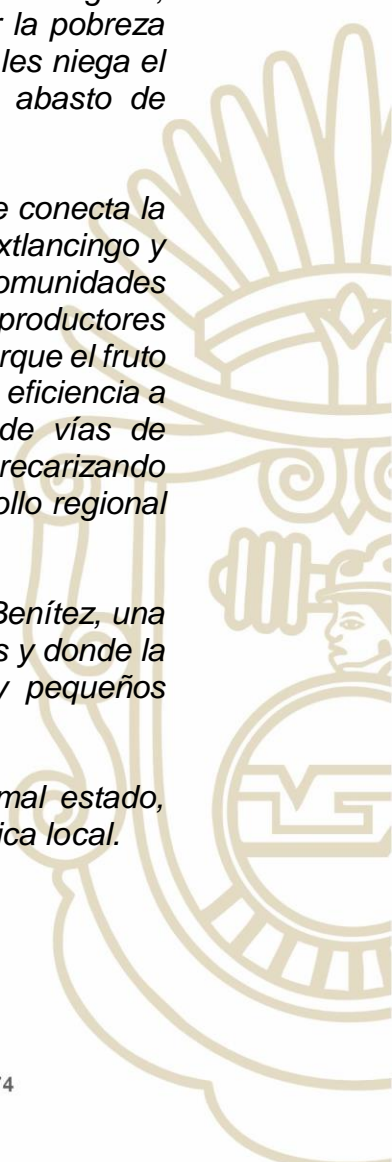 r la pobreza
les niega el
abasto de
e conecta la
xtlancingo y
omunidades
productores
rque el fruto
eficiencia a
de vías de
recarizando
ollo regional
Benítez, una
s y donde la
y pequeños
mal estado,
ica local.
74